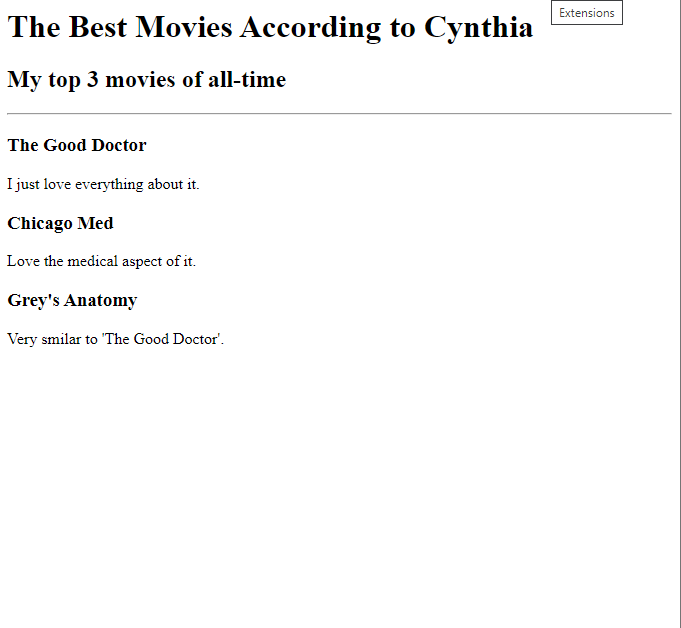 The Best Movies According to Cynthia
Extensions
My top 3 movies of all-time
The Good Doctor
I just love everything about it.
Chicago Med
Love the medical aspect of it.
Grey's Anatomy
Very smilar to 'The Good Doctor'.